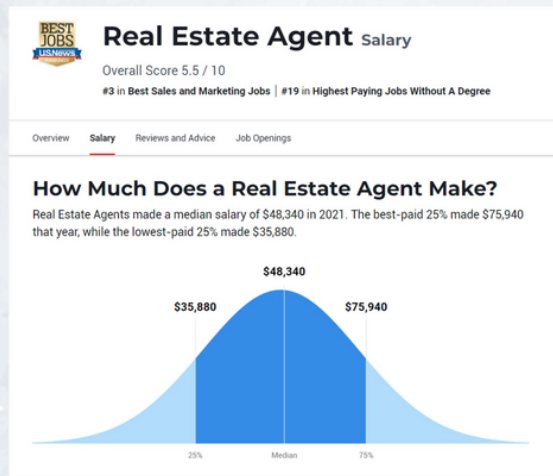 BEST
JOBS
U.S.News
Real Estate Agent Salary
Overall Score 5.5 / 10
#3 in Best Sales and Marketing Jobs | #19 in Highest Paying Jobs Without A Degree
Overview Salary Reviews and Advice Job Openings
How Much Does a Real Estate Agent Make?
Real Estate Agents made a median salary of $48,340 in 2021. The best-paid 25% made $75,940
that year, while the lowest-paid 25% made $35,880.
$48,340
$35,880 $75,940
25% Median 75%